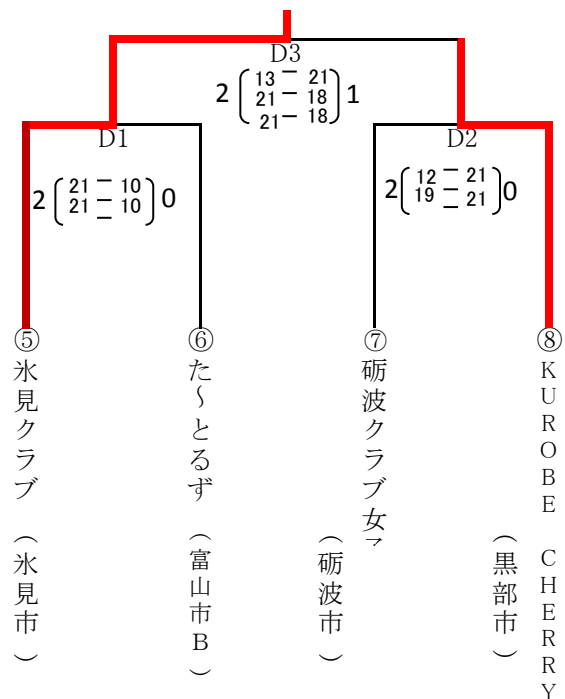 D3
2 13 — 21 1
21 — 18
21 — 18
D1
2 21 — 10 0
21 — 10
D2
2 12 — 21 0
19 — 21
⑤氷見クラブ（氷見市）
⑥た〜とるず（富山市B）
⑦砺波クラブ女
（砺波市）
⑧KUROBE CHERRY
（黒部市）